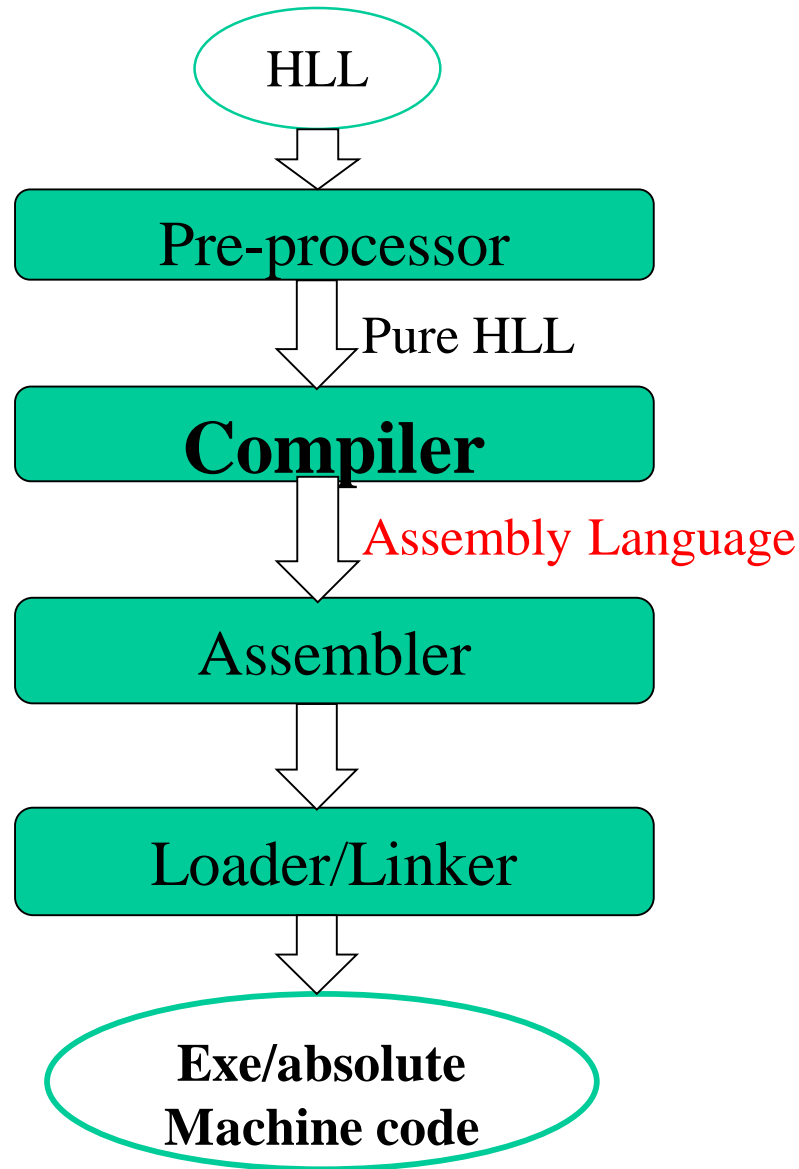 HLL
Pre-processor
Pure HLL
Compiler
Assembly Language
Assembler
Loader/Linker
Exe/absolute
Machine code